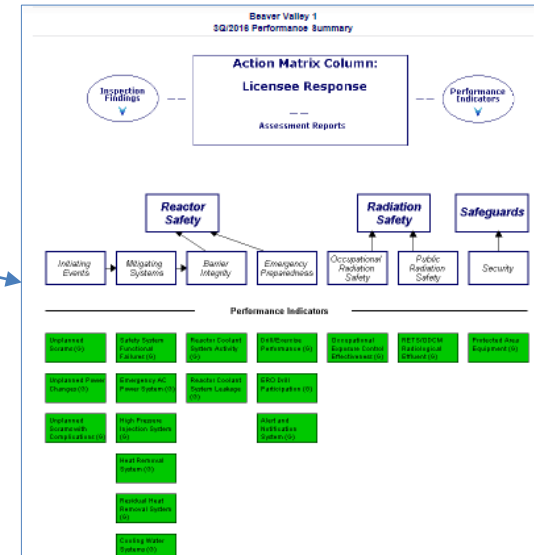 Beaver Valley 1
3Q/2016 Performance Summary
Action Matrix Column:
Licensee Response
Assessment Reports
Inspection
Findings
Performance
Indicators
Reactor
Safety
Radiation
Safety
Safeguards
Initiating
Events
Mitigating
Systems
Barrier
Integrity
Emergency
Preparedness
Occupational
Radiation
Safety
Public
Radiation
Safety
Security
Performance Indicators
Unplanned
Scrams (G)
Safety System
Functional
Failures (G)
Reactor Coolant
System Activity
(G)
Drill/Exercise
Performance (G)
Occupational
Exposure Control
Effectiveness (G)
RETS/ODCM
Radiological
Effluent (G)
Protected Area
Equipment (G)
Unplanned Power
Changes (G)
Emergency AC
Power System (G)
Reactor Coolant
System Leakage
(G)
ERO Drill
Participation (G)
Unplanned
Scrams with
Complications (G)
High Pressure
Injection System
(G)
Alert and
Notification
System (G)
Heat Removal
System (G)
Residual Heat
Removal System
(G)
Cooling Water
Systems (G)